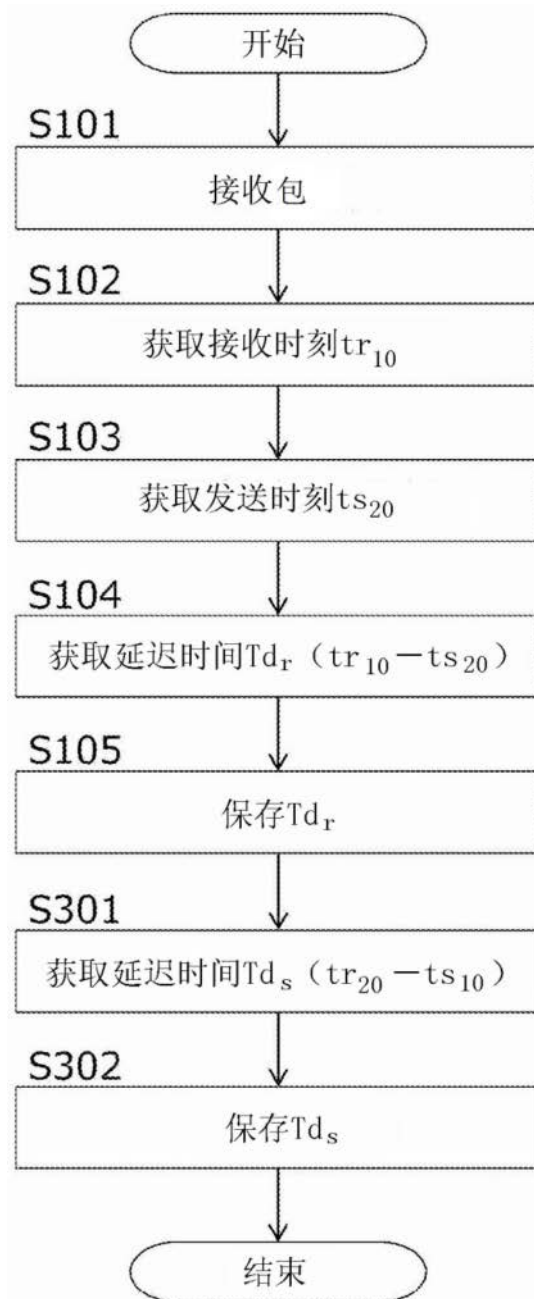 开始
S101
接收包
S102
获取接收时刻tr₁₀
S103
获取发送时刻ts₂₀
S104
获取延迟时间Tdᵣ（tr₁₀－ts₂₀）
S105
保存Tdᵣ
S301
获取延迟时间Tdₛ（tr₂₀－ts₁₀）
S302
保存Tdₛ
结束